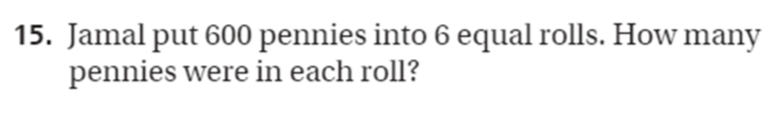 15. Jamal put 600 pennies into 6 equal rolls. How many
pennies were in each roll?